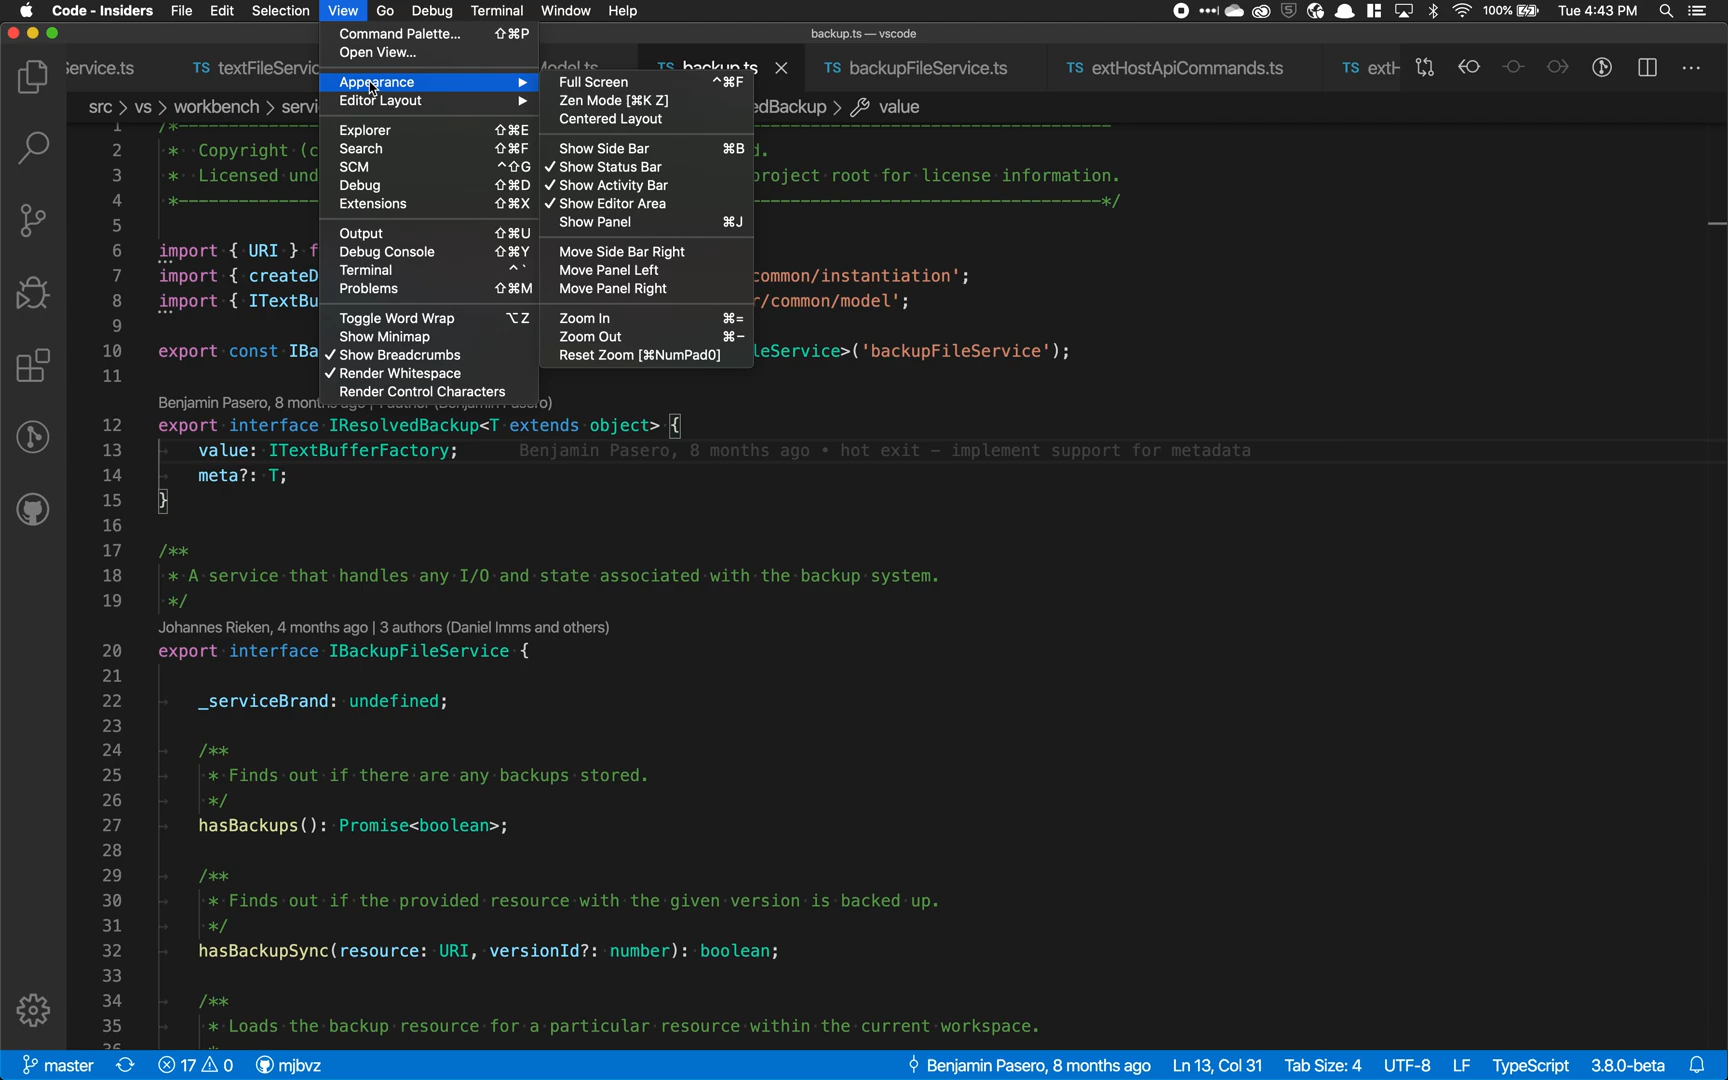 Code - Insiders File Edit Selection View Go Debug Terminal Window Help 100% Tue 4:43 PM
backup.ts — vscode
Service.ts TS textFileServic Model.ts TS backup.ts TS backupFileService.ts TS extHostApiCommands.ts TS extH
src > vs > workbench > servi edBackup > value
Command Palette... ⇧⌘P
Open View...
Appearance ▶
Editor Layout ▶
Explorer ⇧⌘E
Search ⇧⌘F
SCM ^⇧G
Debug ⇧⌘D
Extensions ⇧⌘X
Output ⇧⌘U
Debug Console ⇧⌘Y
Terminal ^`
Problems ⇧⌘M
Toggle Word Wrap ⌥Z
Show Minimap
✓ Show Breadcrumbs
✓ Render Whitespace
Render Control Characters
Full Screen ^⌘F
Zen Mode [⌘K Z]
Centered Layout
Show Side Bar ⌘B
✓ Show Status Bar
✓ Show Activity Bar
✓ Show Editor Area
Show Panel ⌘J
Move Side Bar Right
Move Panel Left
Move Panel Right
Zoom In ⌘=
Zoom Out ⌘-
Reset Zoom [⌘NumPad0]
1 /*---
2 * Copyright (c d.
3 * Licensed und project root for license information.
4 *---*/
5
6 import { URI } f
7 import { createD common/instantiation';
8 import { ITextBu r/common/model';
9
10 export const IBa leService>('backupFileService');
11
Benjamin Pasero, 8 months ago | 1 author (Benjamin Pasero)
12 export interface IResolvedBackup<T extends object> {
13 value: ITextBufferFactory; Benjamin Pasero, 8 months ago • hot exit - implement support for metadata
14 meta?: T;
15 }
16
17 /**
18 * A service that handles any I/O and state associated with the backup system.
19 */
Johannes Rieken, 4 months ago | 3 authors (Daniel Imms and others)
20 export interface IBackupFileService {
21
22 _serviceBrand: undefined;
23
24 /**
25 * Finds out if there are any backups stored.
26 */
27 hasBackups(): Promise<boolean>;
28
29 /**
30 * Finds out if the provided resource with the given version is backed up.
31 */
32 hasBackupSync(resource: URI, versionId?: number): boolean;
33
34 /**
35 * Loads the backup resource for a particular resource within the current workspace.
36 *
master 17 0 mjbvz Benjamin Pasero, 8 months ago Ln 13, Col 31 Tab Size: 4 UTF-8 LF TypeScript 3.8.0-beta